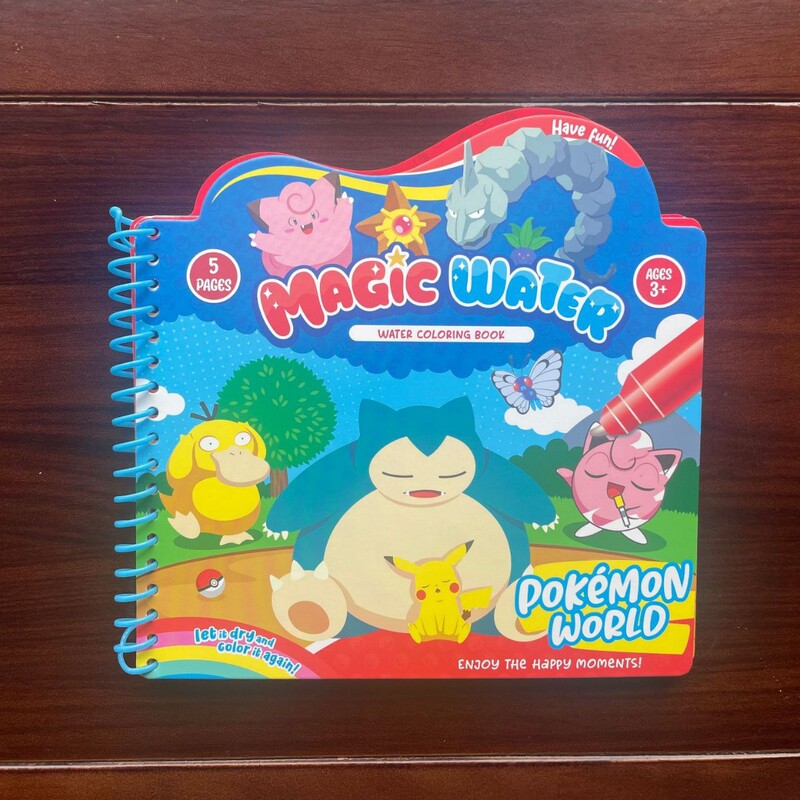 Have fun!
5
PAGES
MAGIC WATER
AGES
3+
WATER COLORING BOOK
POKÉMON
WORLD
let it dry and
color it again!
ENJOY THE HAPPY MOMENTS!